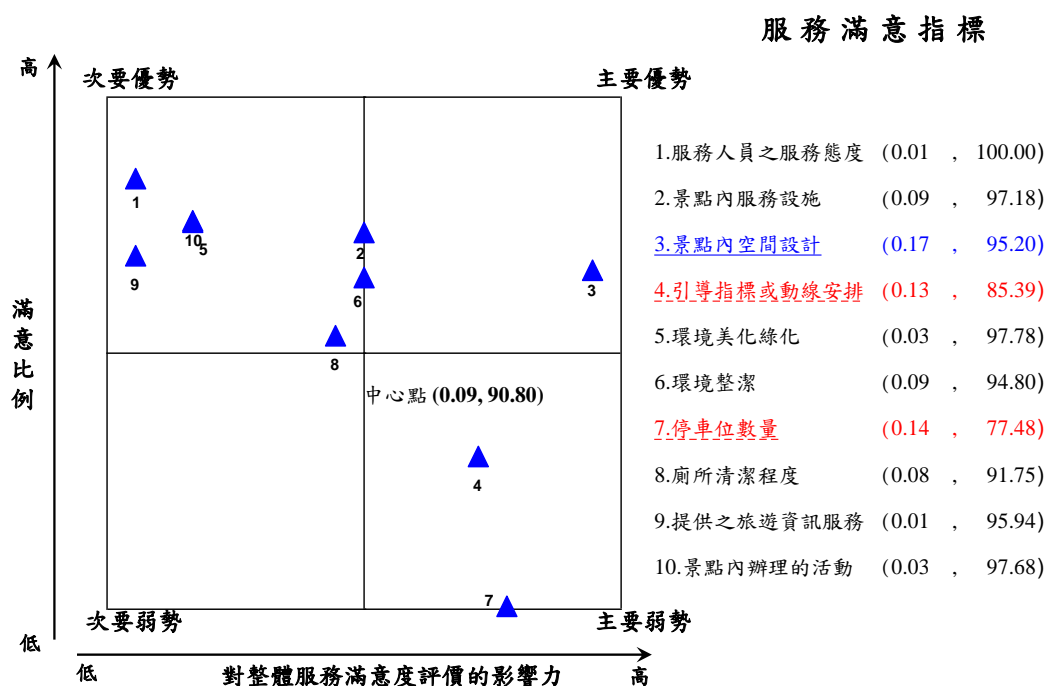 服務滿意指標
高
次要優勢
主要優勢
1
10
5
9
2
6
3
8
滿意比例
中心點 (0.09, 90.80)
4
7
次要弱勢
主要弱勢
低
低
對整體服務滿意度評價的影響力
高
1.服務人員之服務態度 (0.01 , 100.00)
2.景點內服務設施 (0.09 , 97.18)
3.景點內空間設計 (0.17 , 95.20)
4.引導指標或動線安排 (0.13 , 85.39)
5.環境美化綠化 (0.03 , 97.78)
6.環境整潔 (0.09 , 94.80)
7.停車位數量 (0.14 , 77.48)
8.廁所清潔程度 (0.08 , 91.75)
9.提供之旅遊資訊服務 (0.01 , 95.94)
10.景點內辦理的活動 (0.03 , 97.68)